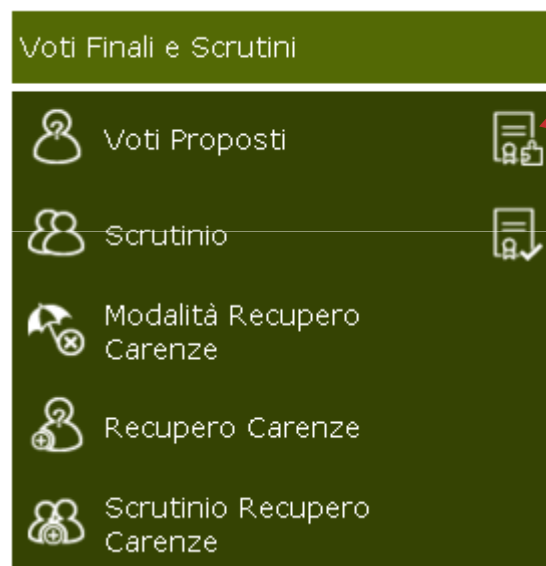 Voti Finali e Scrutini
Voti Proposti
Scrutinio
Modalità Recupero
Carenze
Recupero Carenze
Scrutinio Recupero
Carenze